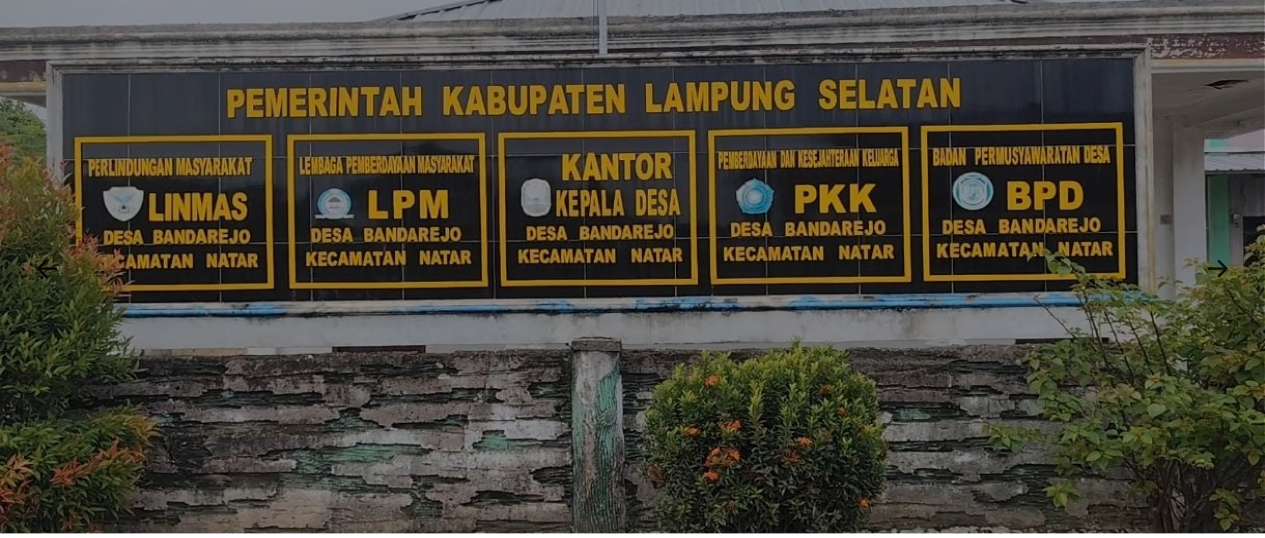 PEMERINTAH KABUPATEN LAMPUNG SELATAN
PERLINDUNGAN MASYARAKAT
LINMAS
DESA BANDAREJO
KECAMATAN NATAR
LEMBAGA PEMBERDAYAAN MASYARAKAT
LPM
DESA BANDAREJO
KECAMATAN NATAR
KANTOR
KEPALA DESA
DESA BANDAREJO
KECAMATAN NATAR
PEMBERDAYAAN DAN KESEJAHTERAAN KELUARGA
PKK
DESA BANDAREJO
KECAMATAN NATAR
BADAN PERMUSYAWARATAN DESA
BPD
DESA BANDAREJO
KECAMATAN NATAR